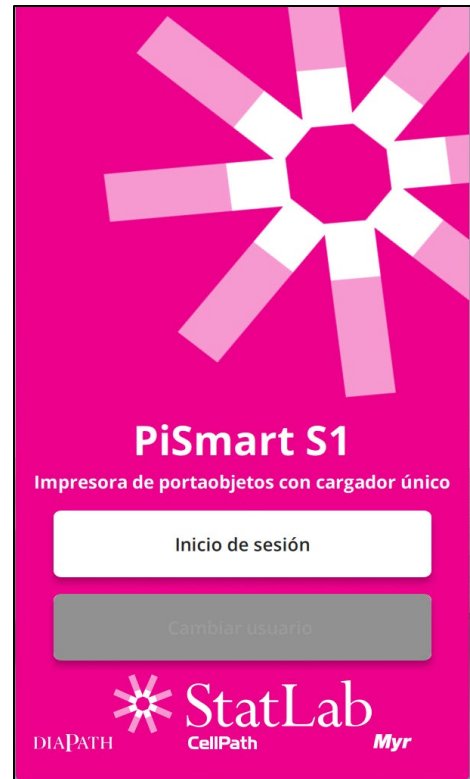 PiSmart S1
Impresora de portaobjetos con cargador único
Inicio de sesión
Cambiar usuario
StatLab
DIAPATH CellPath Myr